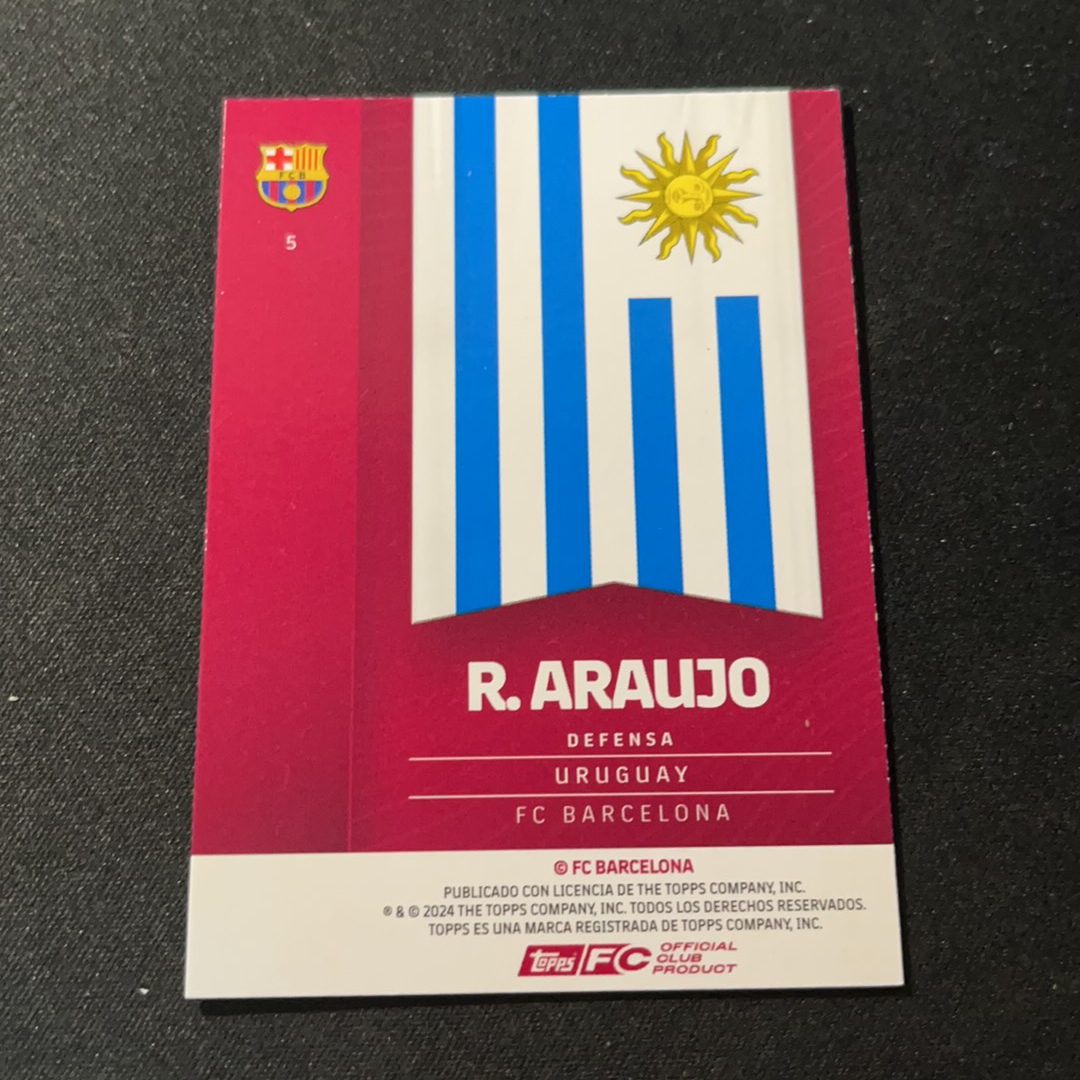 FCB
5
R. ARAUJO
DEFENSA
URUGUAY
FC BARCELONA
© FC BARCELONA
PUBLICADO CON LICENCIA DE THE TOPPS COMPANY, INC.
® & © 2024 THE TOPPS COMPANY, INC. TODOS LOS DERECHOS RESERVADOS.
TOPPS ES UNA MARCA REGISTRADA DE TOPPS COMPANY, INC.
topps FC OFFICIAL
CLUB
PRODUCT